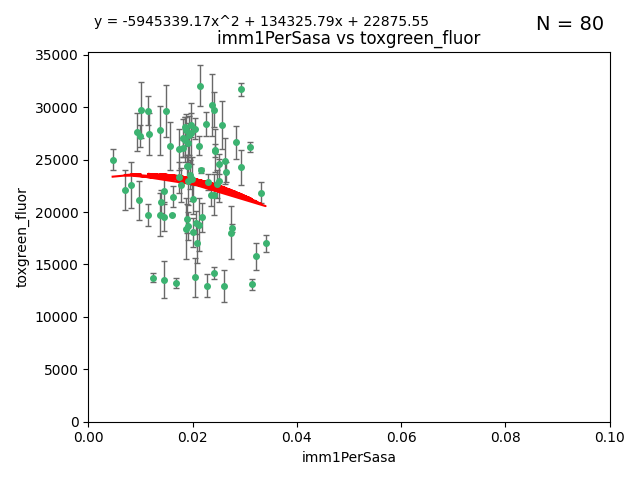 y = -5945339.17x^2 + 134325.79x + 22875.55
N = 80
imm1PerSasa vs toxgreen_fluor
35000
30000
25000
20000
15000
10000
5000
0
toxgreen_fluor
0.00 0.02 0.04 0.06 0.08 0.10
imm1PerSasa